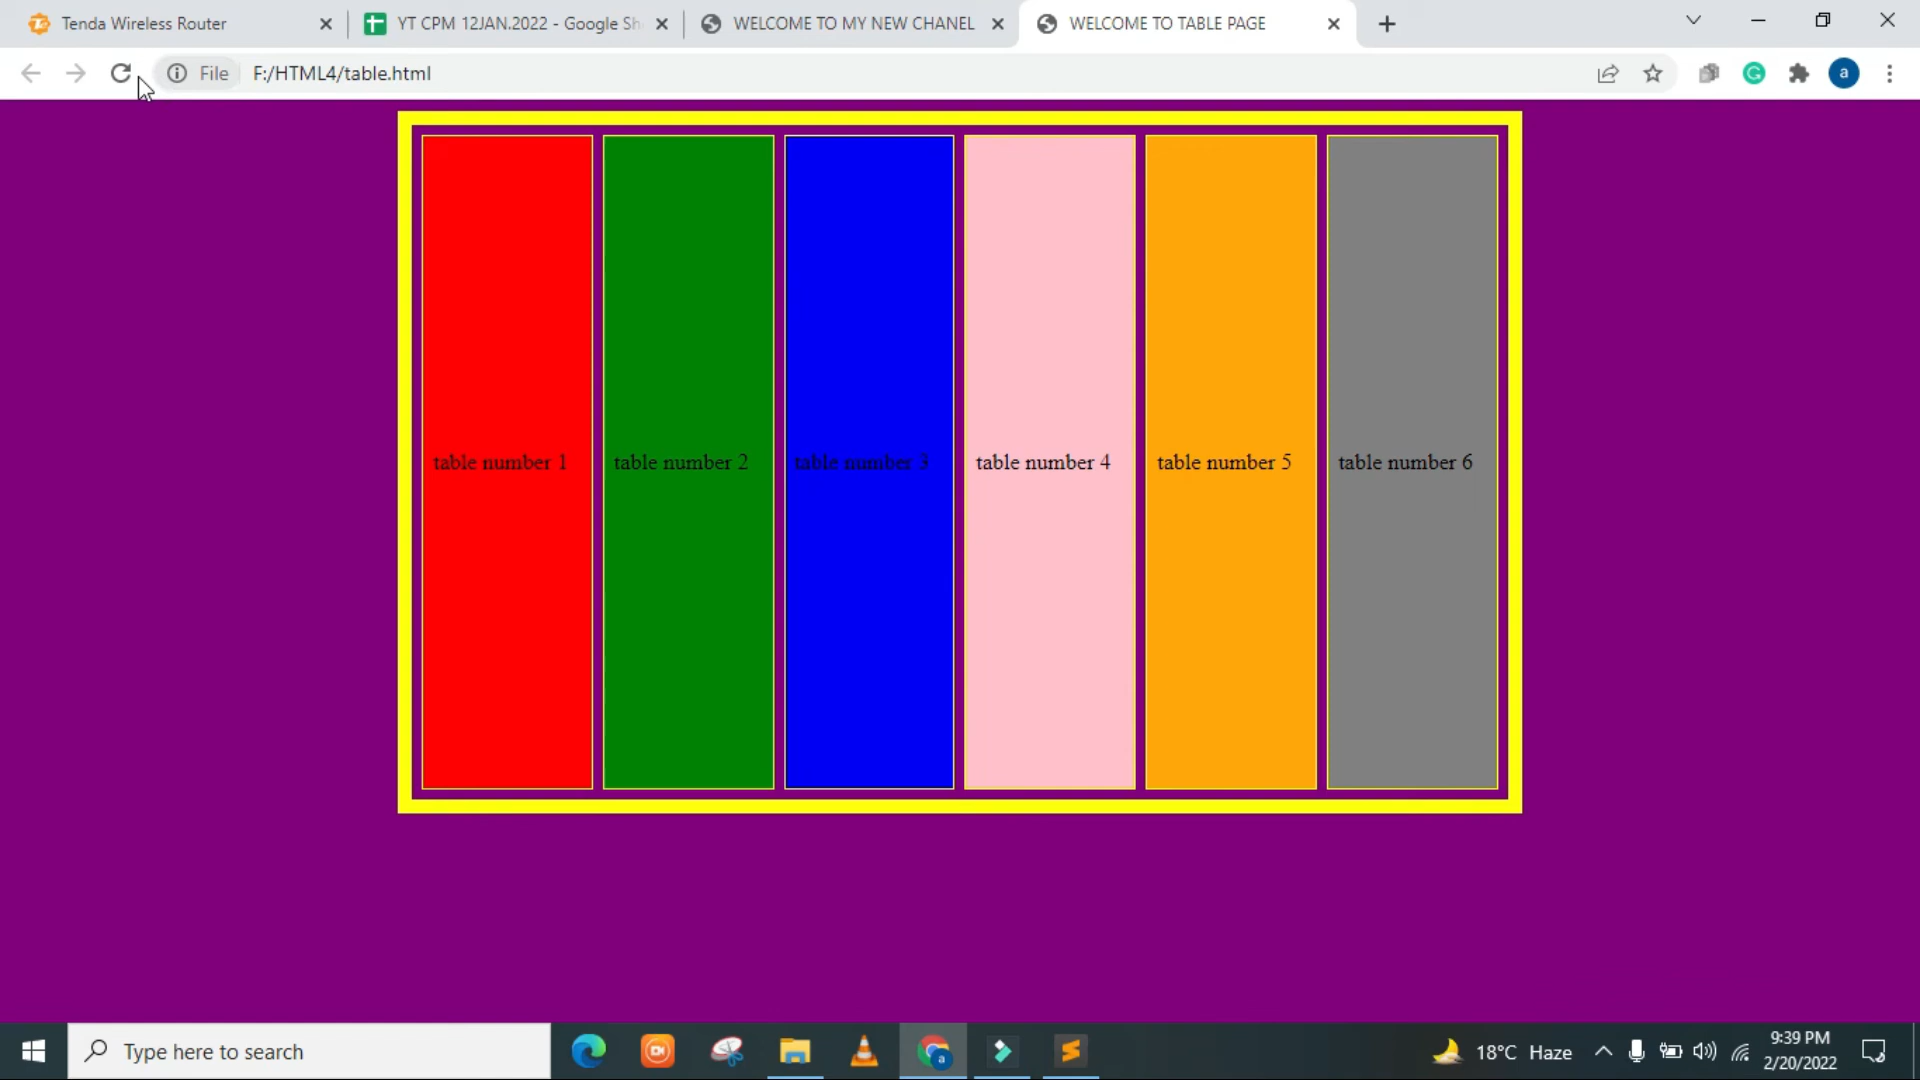 Tenda Wireless Router
YT CPM 12JAN.2022 - Google Sh
WELCOME TO MY NEW CHANEL
WELCOME TO TABLE PAGE
File F:/HTML4/table.html
a
table number 1
table number 2
table number 3
table number 4
table number 5
table number 6
Type here to search
a
18°C Haze
9:39 PM
2/20/2022